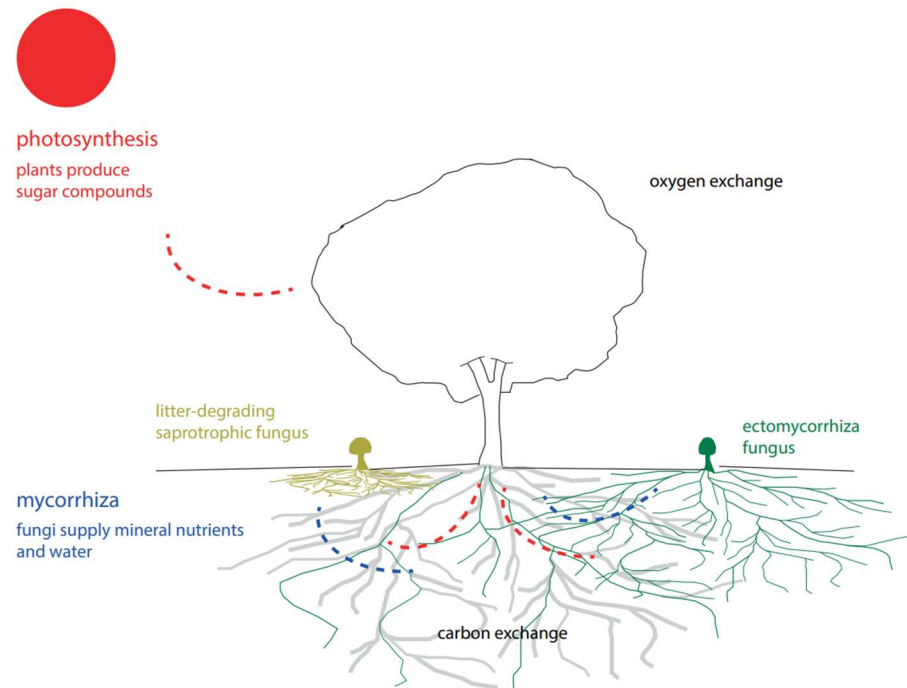 photosynthesis
plants produce
sugar compounds
oxygen exchange
litter-degrading
saprotrophic fungus
ectomycorrhiza
fungus
mycorrhiza
fungi supply mineral nutrients
and water
carbon exchange